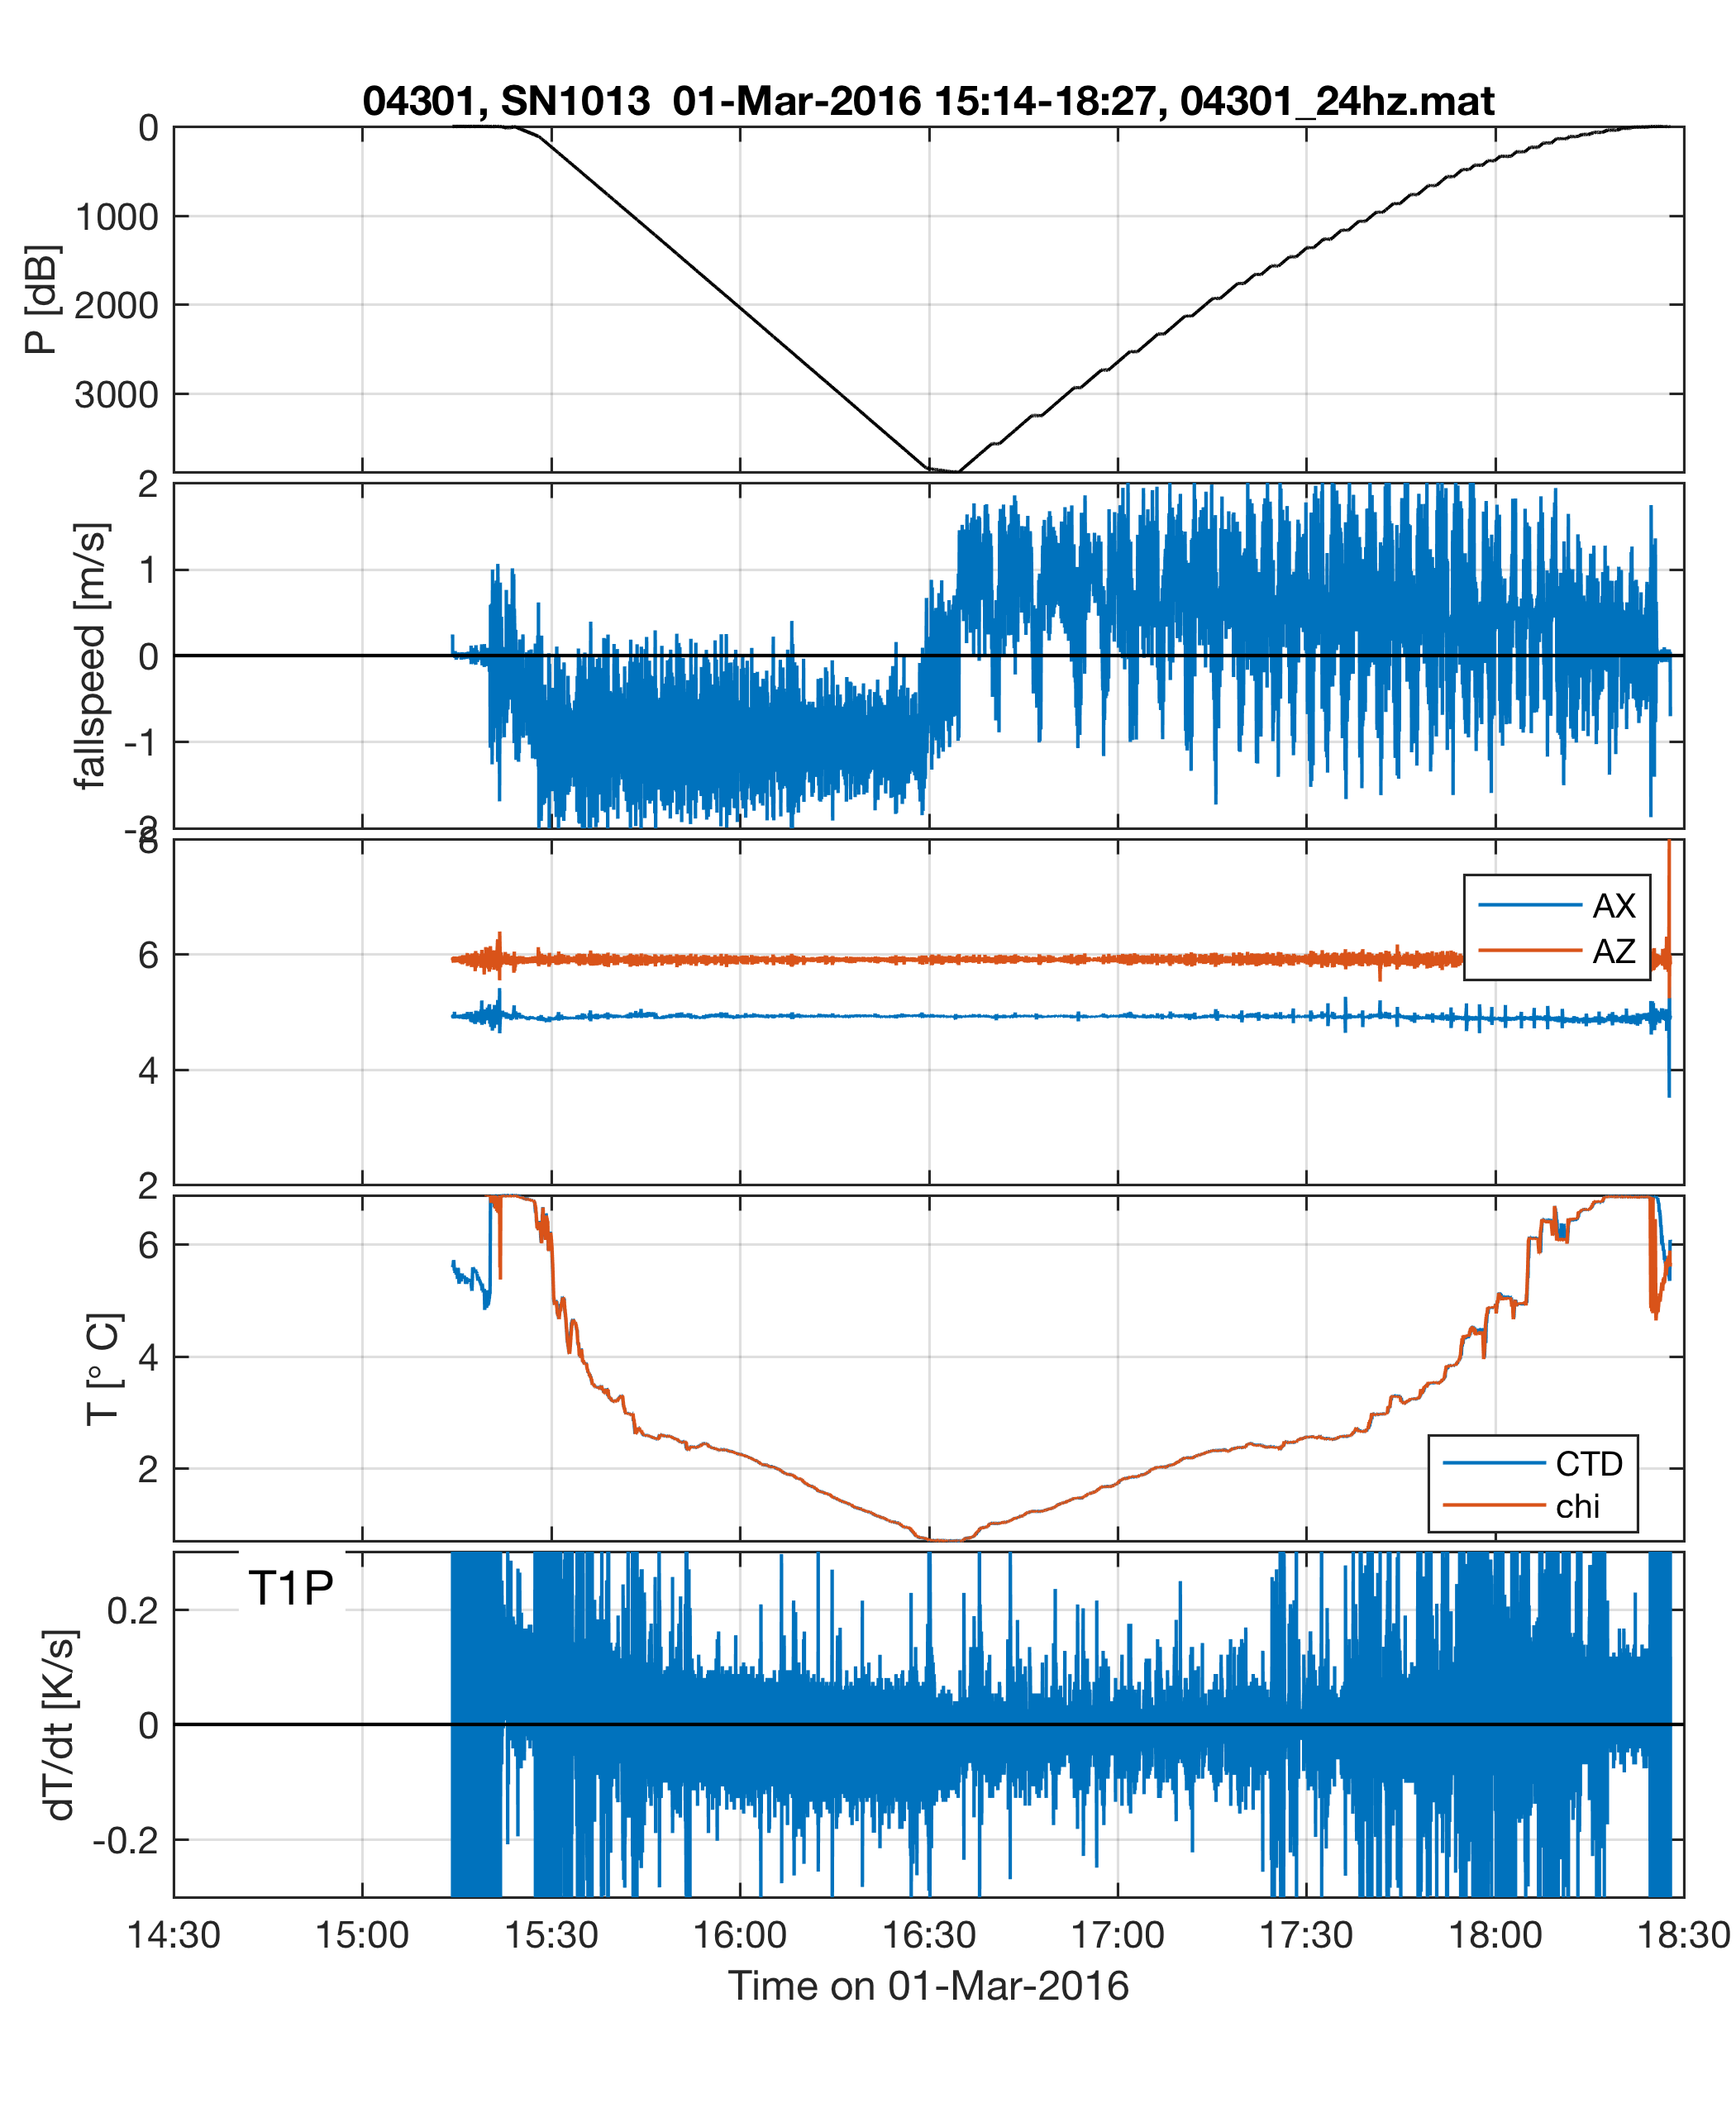 04301, SN1013  01-Mar-2016 15:14-18:27, 04301_24hz.mat
0
1000
2000
3000
P [dB]
2
1
0
-1
-2
fallspeed [m/s]
8
6
4
2
AX
AZ
6
4
2
T [° C]
CTD
chi
T1P
0.2
0
-0.2
dT/dt [K/s]
14:30 15:00 15:30 16:00 16:30 17:00 17:30 18:00 18:30
Time on 01-Mar-2016